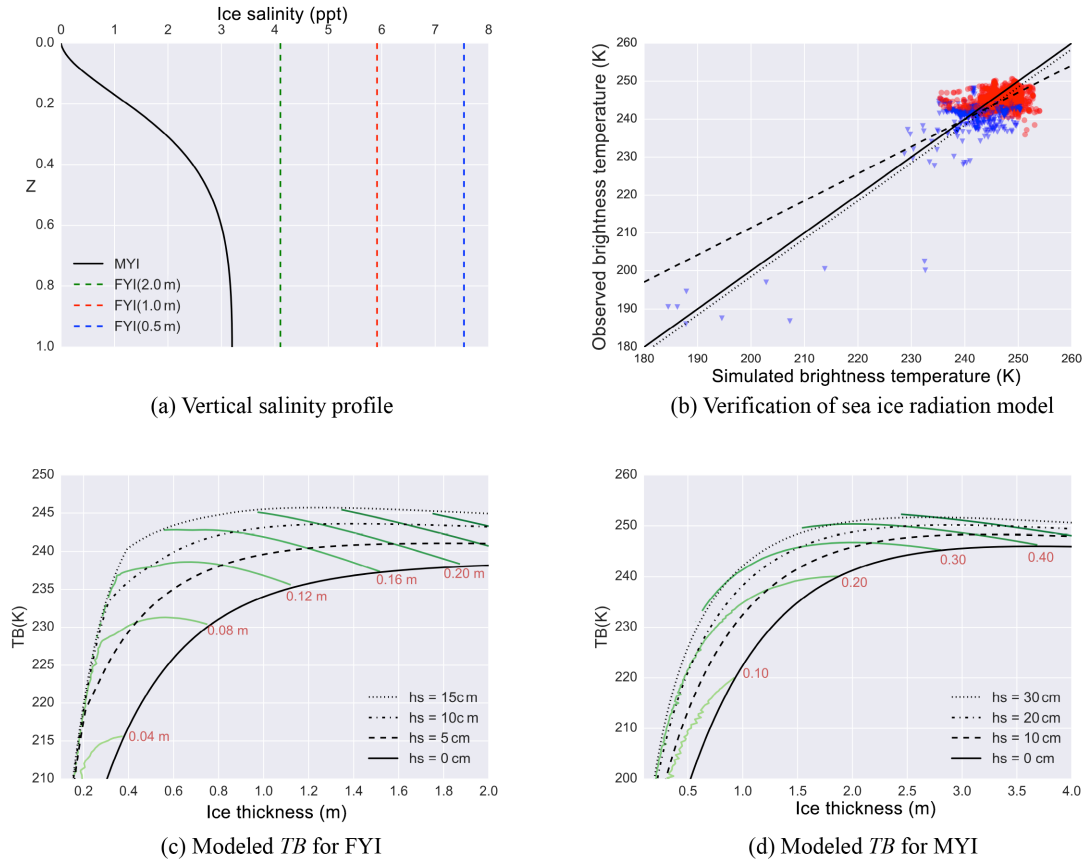 Ice salinity (ppt)
0 1 2 3 4 5 6 7 8
0.0
0.2
0.4
0.6
0.8
1.0
Z
MYI
FYI(2.0 m)
FYI(1.0 m)
FYI(0.5 m)
(a) Vertical salinity profile
Observed brightness temperature (K)
260
250
240
230
220
210
200
190
180
180 190 200 210 220 230 240 250 260
Simulated brightness temperature (K)
(b) Verification of sea ice radiation model
TB(K)
250
245
240
235
230
225
220
215
210
0.04 m
0.08 m
0.12 m
0.16 m
0.20 m
hs = 15c m
hs = 10c m
hs = 5 cm
hs = 0 cm
0.2 0.4 0.6 0.8 1.0 1.2 1.4 1.6 1.8 2.0
Ice thickness (m)
(c) Modeled TB for FYI
TB(K)
260
250
240
230
220
210
200
0.10
0.20
0.30
0.40
hs = 30 cm
hs = 20 cm
hs = 10 cm
hs = 0 cm
0.5 1.0 1.5 2.0 2.5 3.0 3.5 4.0
Ice thickness (m)
(d) Modeled TB for MYI